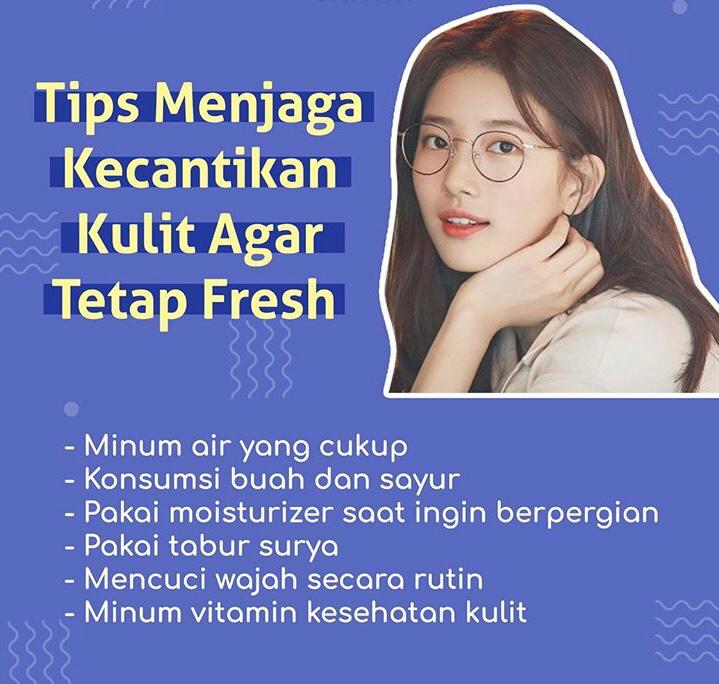 Tips Menjaga
Kecantikan
Kulit Agar
Tetap Fresh
- Minum air yang cukup
- Konsumsi buah dan sayur
- Pakai moisturizer saat ingin berpergian
- Pakai tabur surya
- Mencuci wajah secara rutin
- Minum vitamin kesehatan kulit